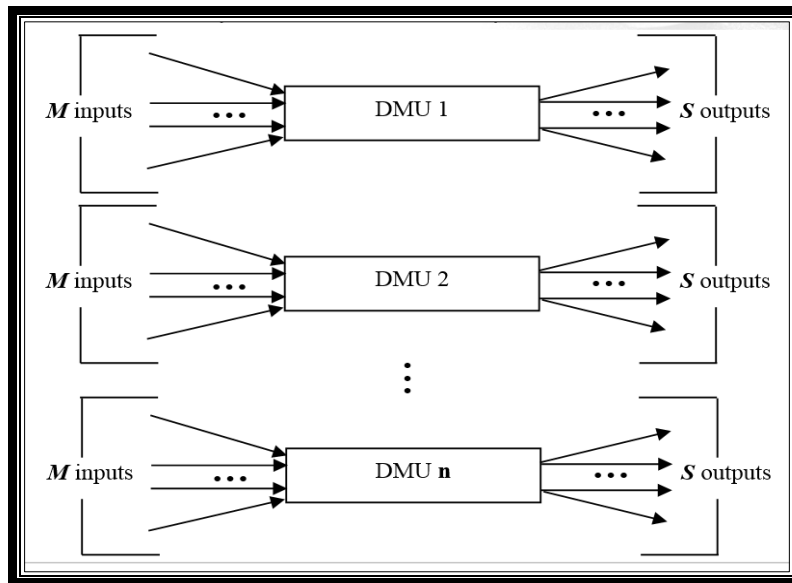 M inputs ... DMU 1 ... S outputs
M inputs ... DMU 2 ... S outputs
⋮
M inputs ... DMU n ... S outputs